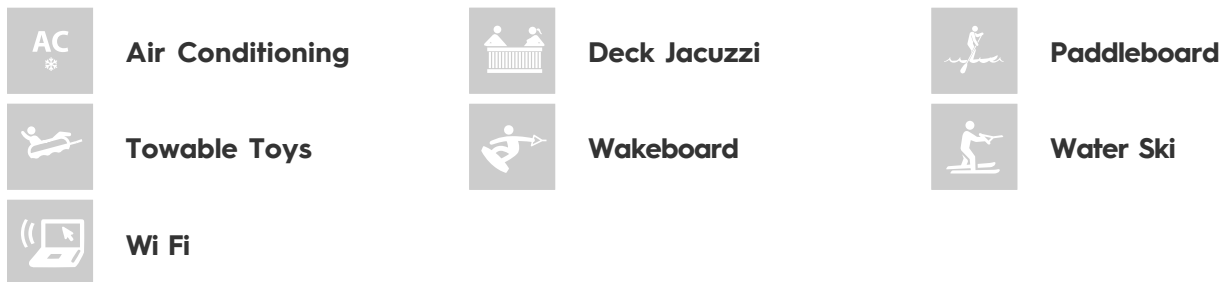 AC
Air Conditioning
Deck Jacuzzi
Paddleboard
Towable Toys
Wakeboard
Water Ski
Wi Fi